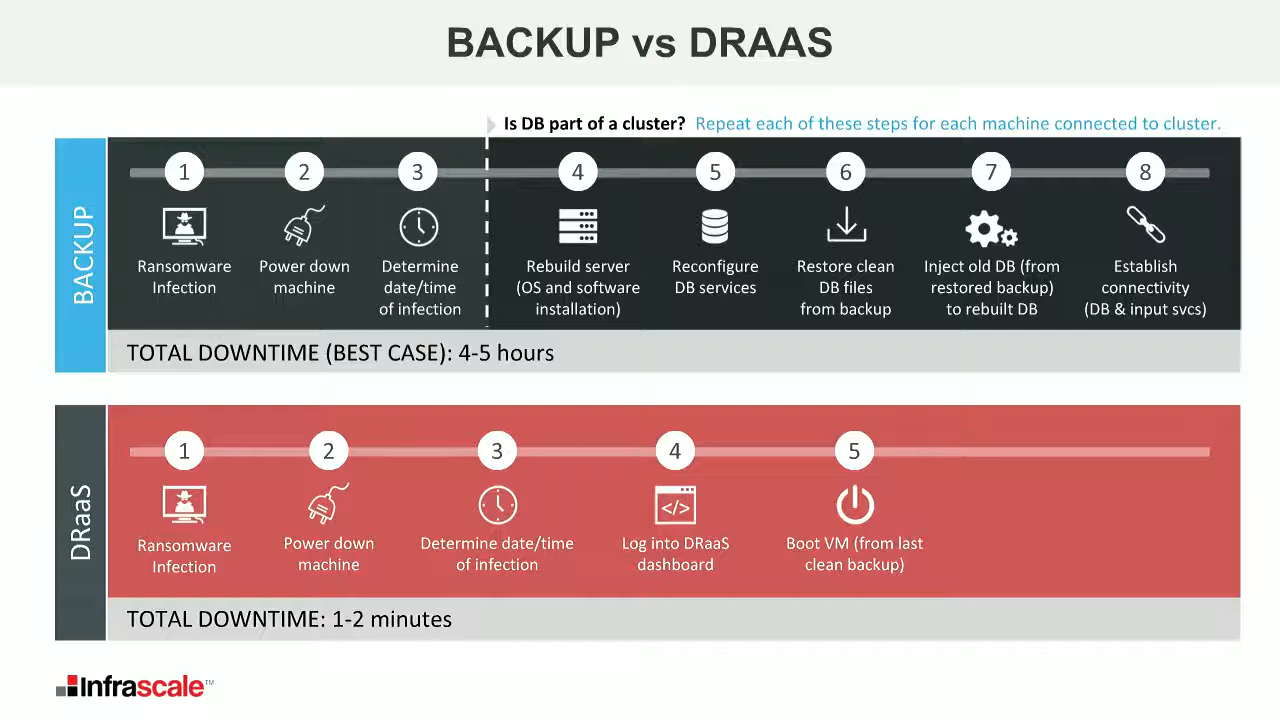 BACKUP vs DRAAS
Is DB part of a cluster? Repeat each of these steps for each machine connected to cluster.
BACKUP
1 2 3 4 5 6 7 8
Ransomware
Infection
Power down
machine
Determine
date/time
of infection
Rebuild server
(OS and software
installation)
Reconfigure
DB services
Restore clean
DB files
from backup
Inject old DB (from
restored backup)
to rebuilt DB
Establish
connectivity
(DB & input svcs)
TOTAL DOWNTIME (BEST CASE): 4-5 hours
DRaaS
1 2 3 4 5
Ransomware
Infection
Power down
machine
Determine date/time
of infection
</>
Log into DRaaS
dashboard
Boot VM (from last
clean backup)
TOTAL DOWNTIME: 1-2 minutes
Infrascale™